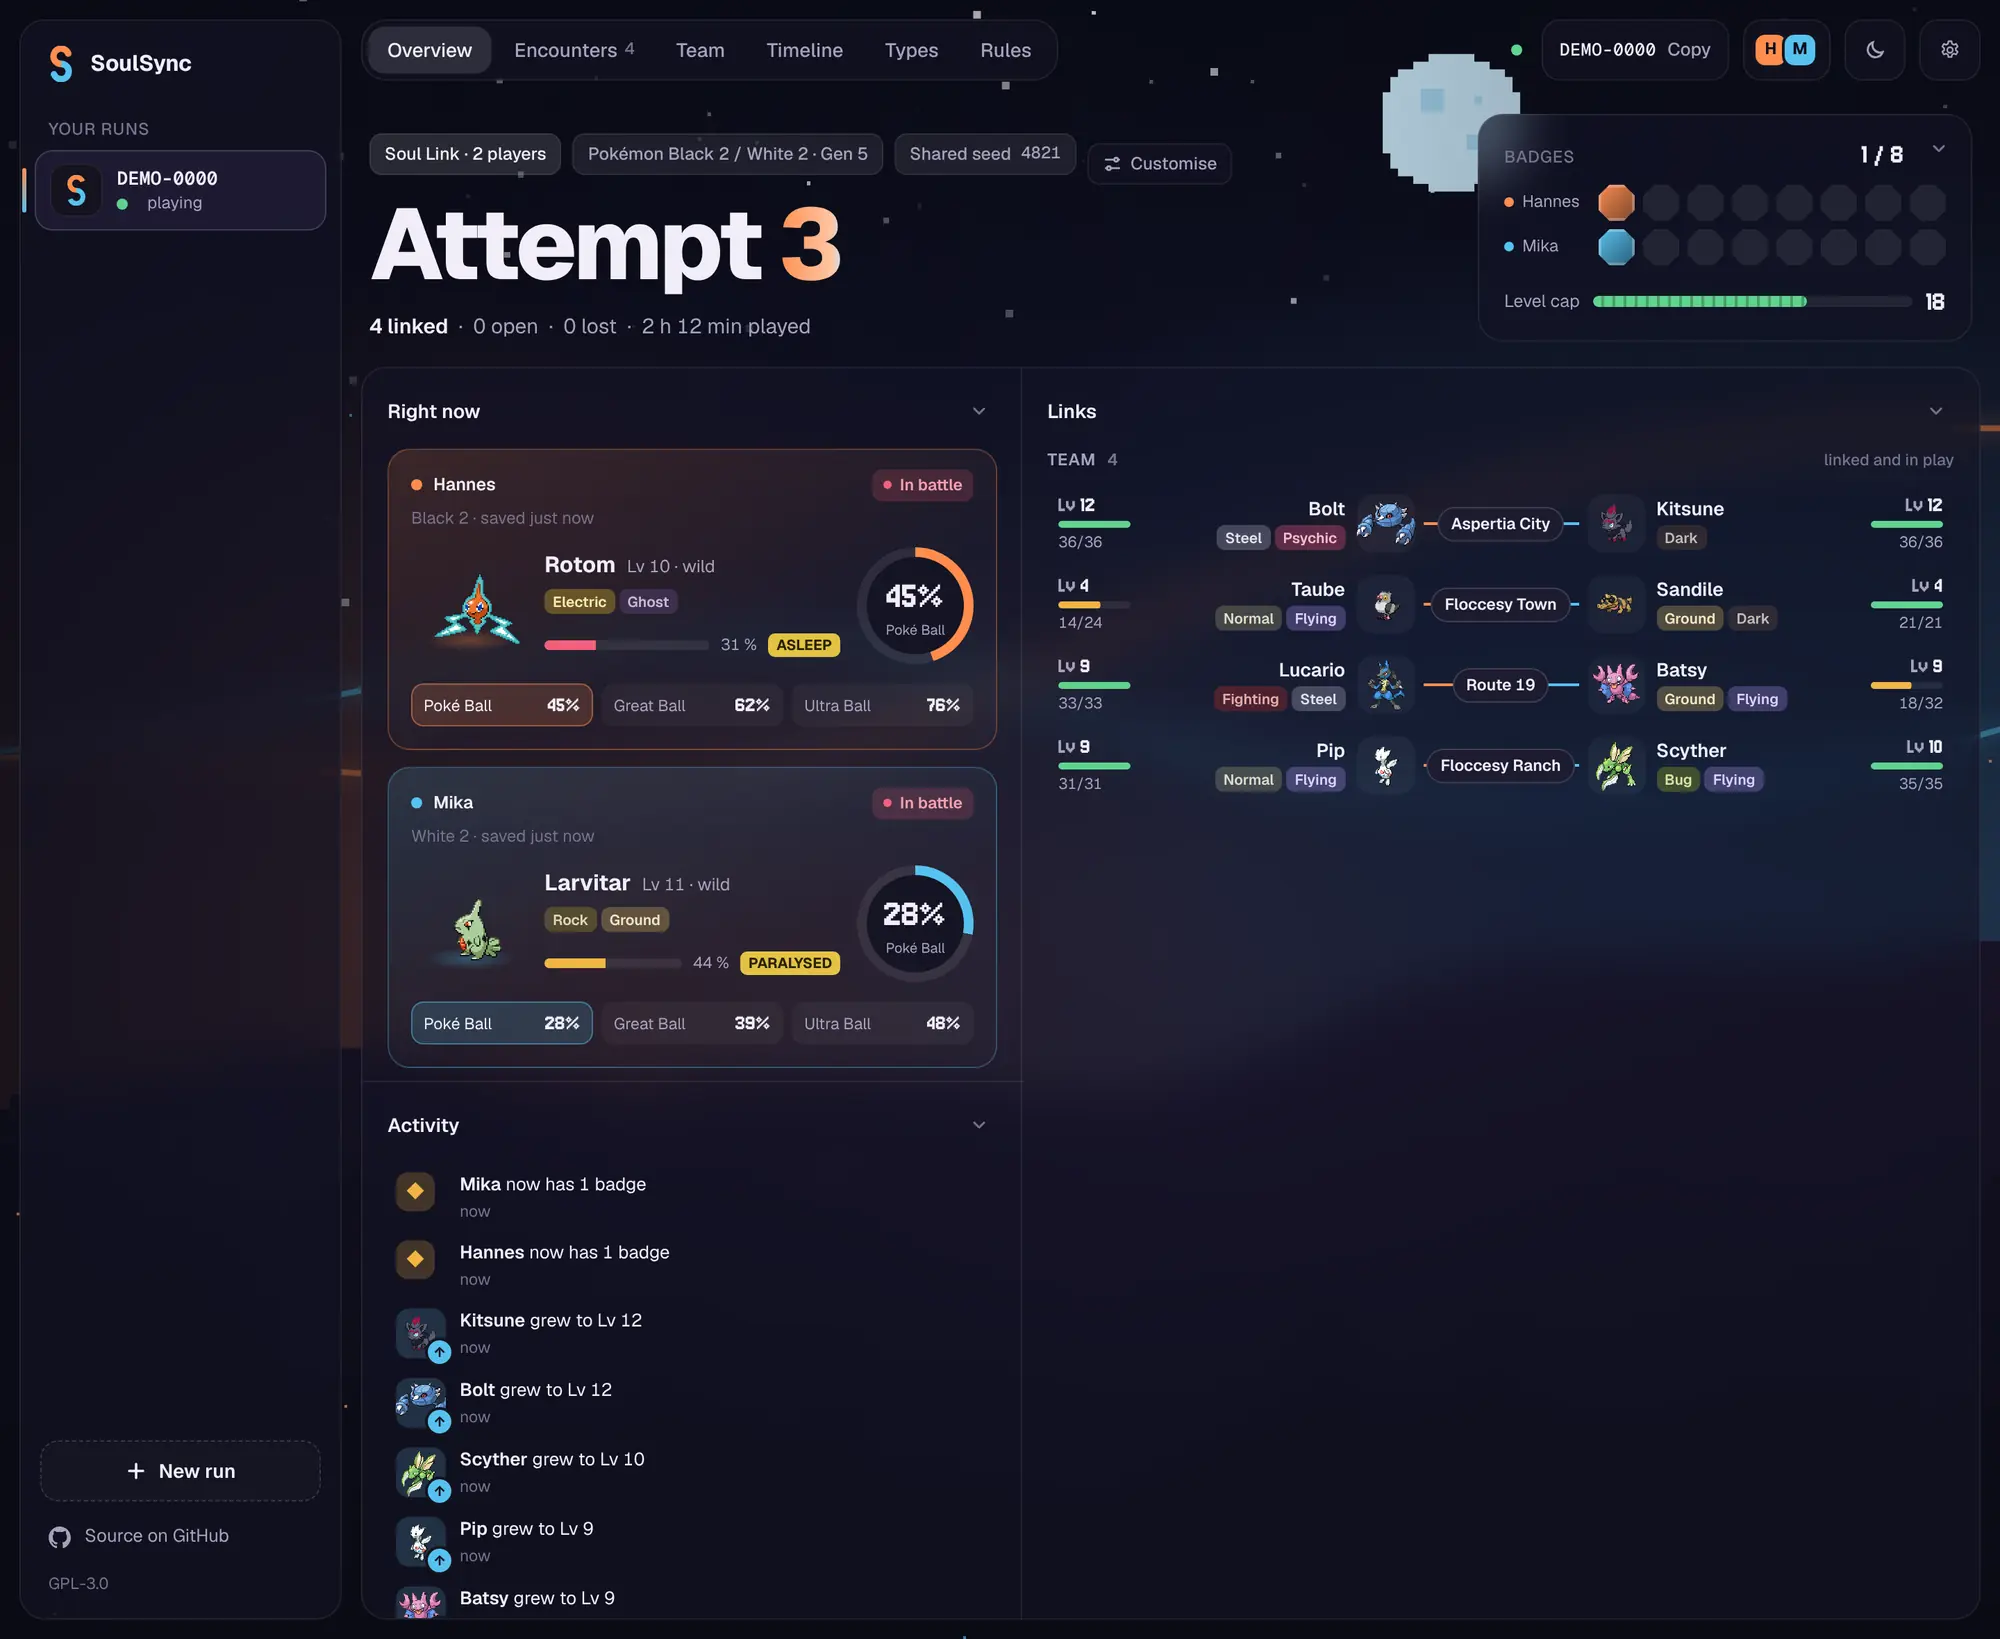 SoulSync
YOUR RUNS
DEMO-0000
playing
New run
Source on GitHub
GPL-3.0
Overview
Encounters 4
Team
Timeline
Types
Rules
DEMO-0000 Copy
H
M
Soul Link · 2 players
Pokémon Black 2 / White 2 · Gen 5
Shared seed 4821
Customise
Attempt 3
4 linked · 0 open · 0 lost · 2 h 12 min played
BADGES
1 / 8
Hannes
Mika
Level cap
18
Right now
Hannes
In battle
Black 2 · saved just now
Rotom Lv 10 · wild
Electric Ghost
31 % ASLEEP
45%
Poké Ball
Poké Ball 45%
Great Ball 62%
Ultra Ball 76%
Mika
In battle
White 2 · saved just now
Larvitar Lv 11 · wild
Rock Ground
44 % PARALYSED
28%
Poké Ball
Poké Ball 28%
Great Ball 39%
Ultra Ball 48%
Activity
Mika now has 1 badge
now
Hannes now has 1 badge
now
Kitsune grew to Lv 12
now
Bolt grew to Lv 12
now
Scyther grew to Lv 10
now
Pip grew to Lv 9
now
Batsy grew to Lv 9
Links
TEAM 4
linked and in play
Lv 12
36/36
Bolt
Steel Psychic
Aspertia City
Kitsune
Dark
Lv 12
36/36
Lv 4
14/24
Taube
Normal Flying
Floccesy Town
Sandile
Ground Dark
Lv 4
21/21
Lv 9
33/33
Lucario
Fighting Steel
Route 19
Batsy
Ground Flying
Lv 9
18/32
Lv 9
31/31
Pip
Normal Flying
Floccesy Ranch
Scyther
Bug Flying
Lv 10
35/35